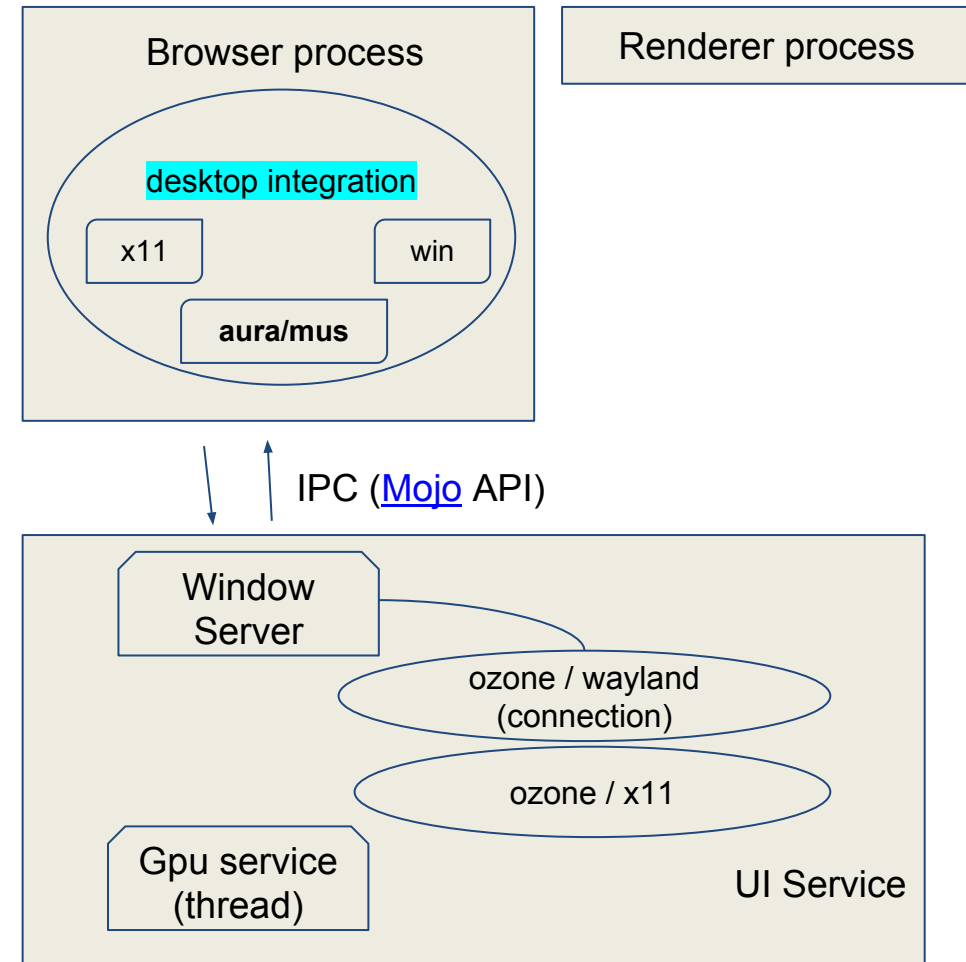 Browser process
Renderer process
desktop integration
x11
win
aura/mus
IPC (Mojo API)
Window
Server
ozone / wayland
(connection)
ozone / x11
Gpu service
(thread)
UI Service